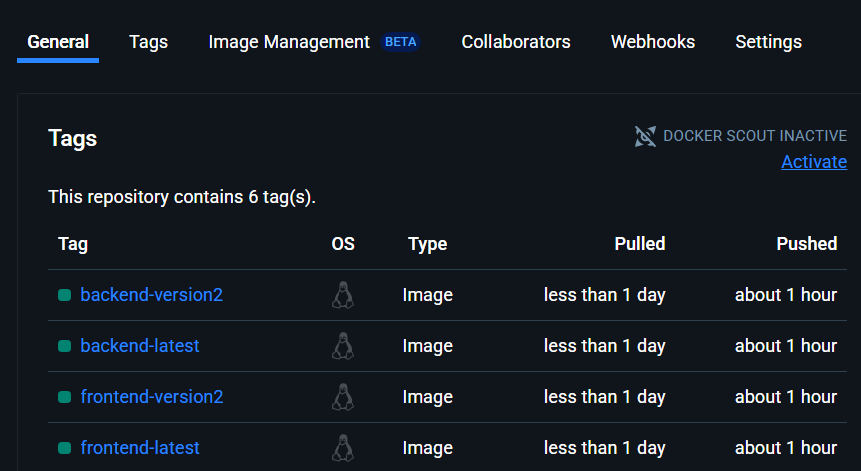 General Tags Image Management BETA Collaborators Webhooks Settings
Tags
DOCKER SCOUT INACTIVE
Activate
This repository contains 6 tag(s).
Tag OS Type Pulled Pushed
backend-version2 Image less than 1 day about 1 hour
backend-latest Image less than 1 day about 1 hour
frontend-version2 Image less than 1 day about 1 hour
frontend-latest Image less than 1 day about 1 hour